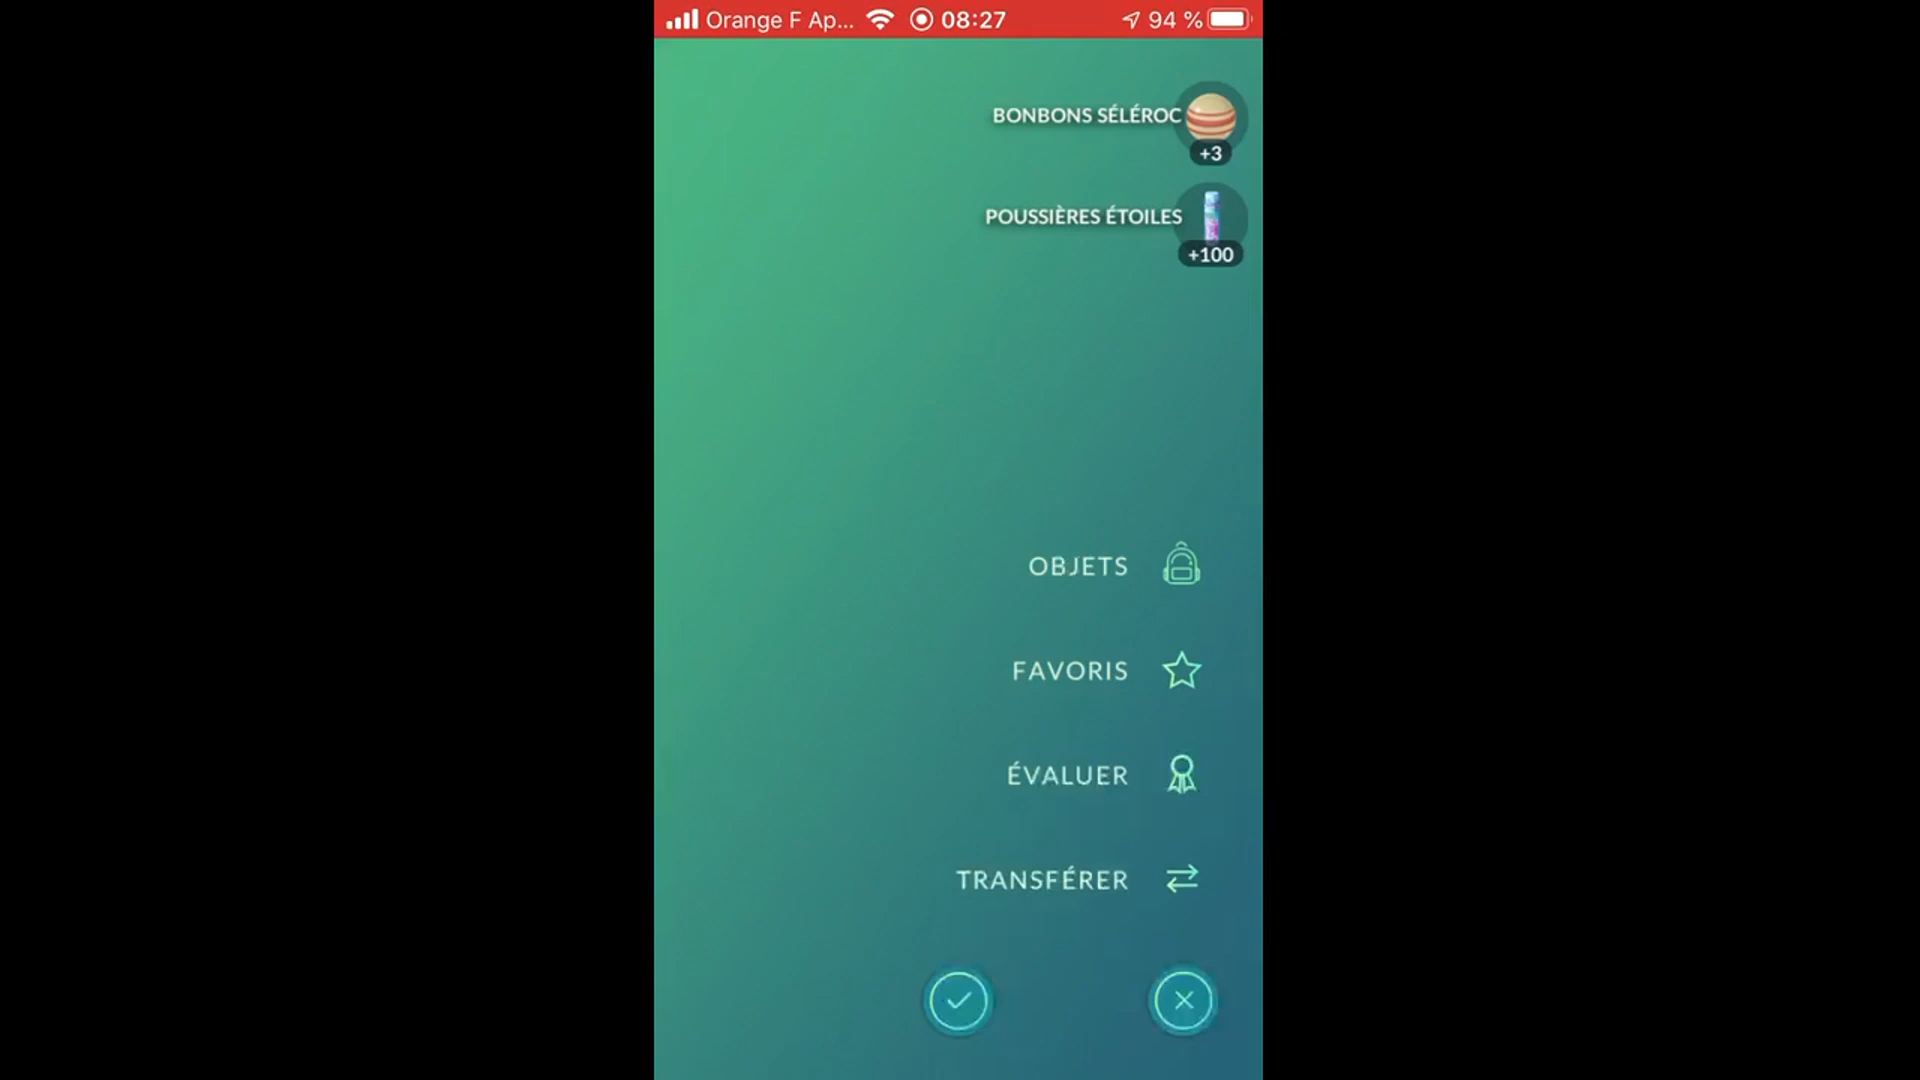 Orange F Ap... 08:27 94 %
BONBONS SÉLÉROC
+3
POUSSIÈRES ÉTOILES
+100
OBJETS
FAVORIS
ÉVALUER
TRANSFÉRER